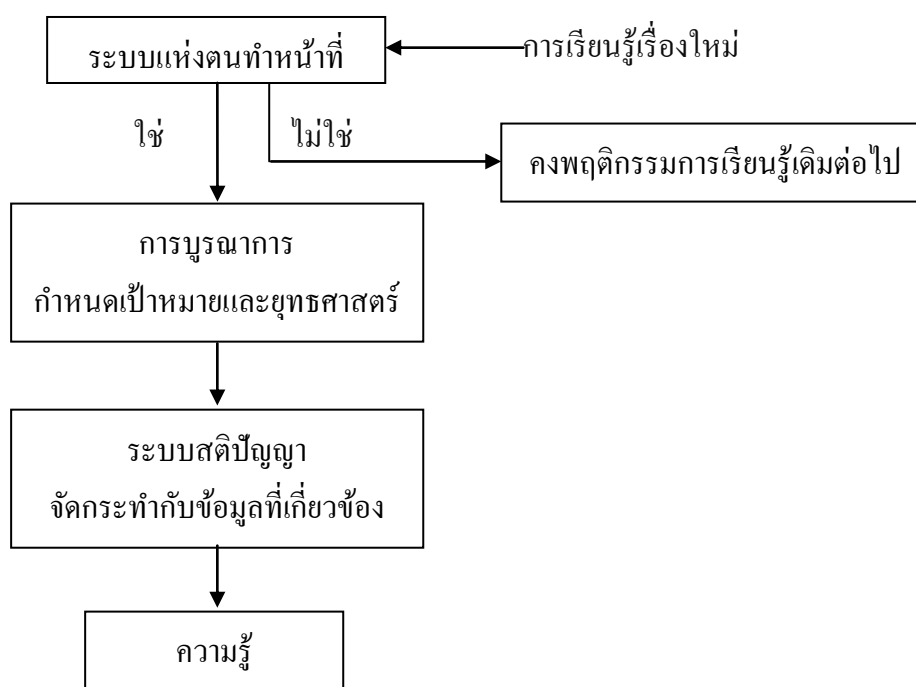 ระบบแห่งตนทำหน้าที่
การเรียนรู้เรื่องใหม่
ใช่
ไม่ใช่
คงพฤติกรรมการเรียนรู้เดิมต่อไป
การบูรณาการ
กำหนดเป้าหมายและยุทธศาสตร์
ระบบสติปัญญา
จัดกระทำกับข้อมูลที่เกี่ยวข้อง
ความรู้